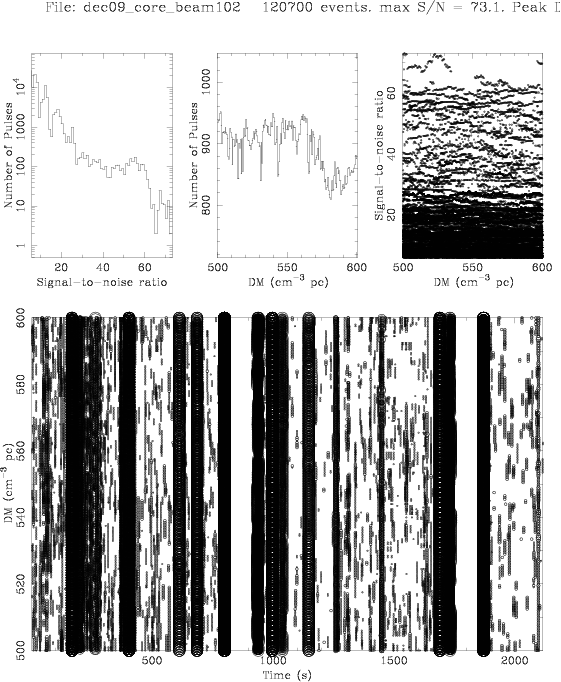 File: dec09_core_beam102 120700 events. max S/N = 73.1. Peak D
Number of Pulses
10⁴
1000
100
10
1
20 40 60
Signal-to-noise ratio
Number of Pulses
1000
900
800
500 550 600
DM (cm⁻³ pc)
Signal-to-noise ratio
60
40
20
500 550 600
DM (cm⁻³ pc)
DM (cm⁻³ pc)
600
580
560
540
520
500
500 1000 1500 2000
Time (s)